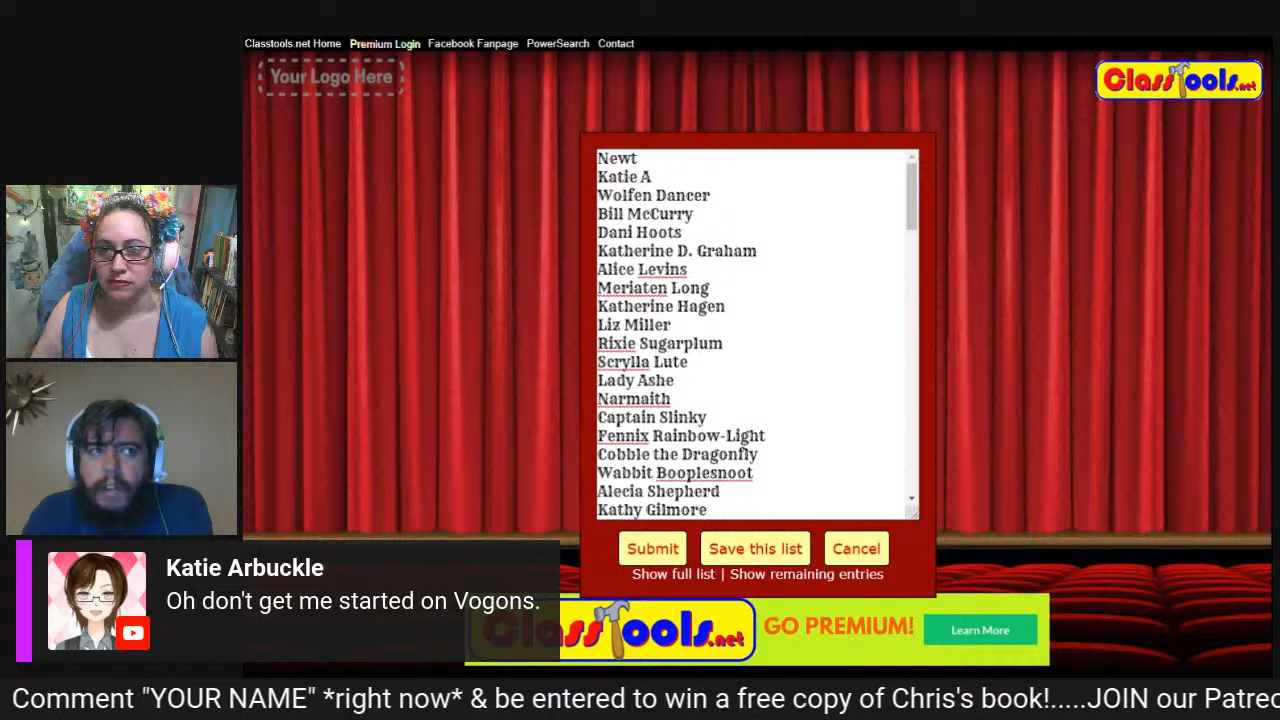 Classtools.net Home Premium Login Facebook Fanpage PowerSearch Contact
Your Logo Here
ClassTools.net
Newt
Katie A
Wolfen Dancer
Bill McCurry
Dani Hoots
Katherine D. Graham
Alice Levins
Meriaten Long
Katherine Hagen
Liz Miller
Rixie Sugarplum
Scrylla Lute
Lady Ashe
Narmaith
Captain Slinky
Fennix Rainbow-Light
Cobble the Dragonfly
Wabbit Booplesnoot
Alecia Shepherd
Kathy Gilmore
Submit Save this list Cancel
Show full list | Show remaining entries
Katie Arbuckle
Oh don't get me started on Vogons.
ClassTools.net GO PREMIUM! Learn More
Comment "YOUR NAME" *right now* & be entered to win a free copy of Chris's book!.....JOIN our Patreo